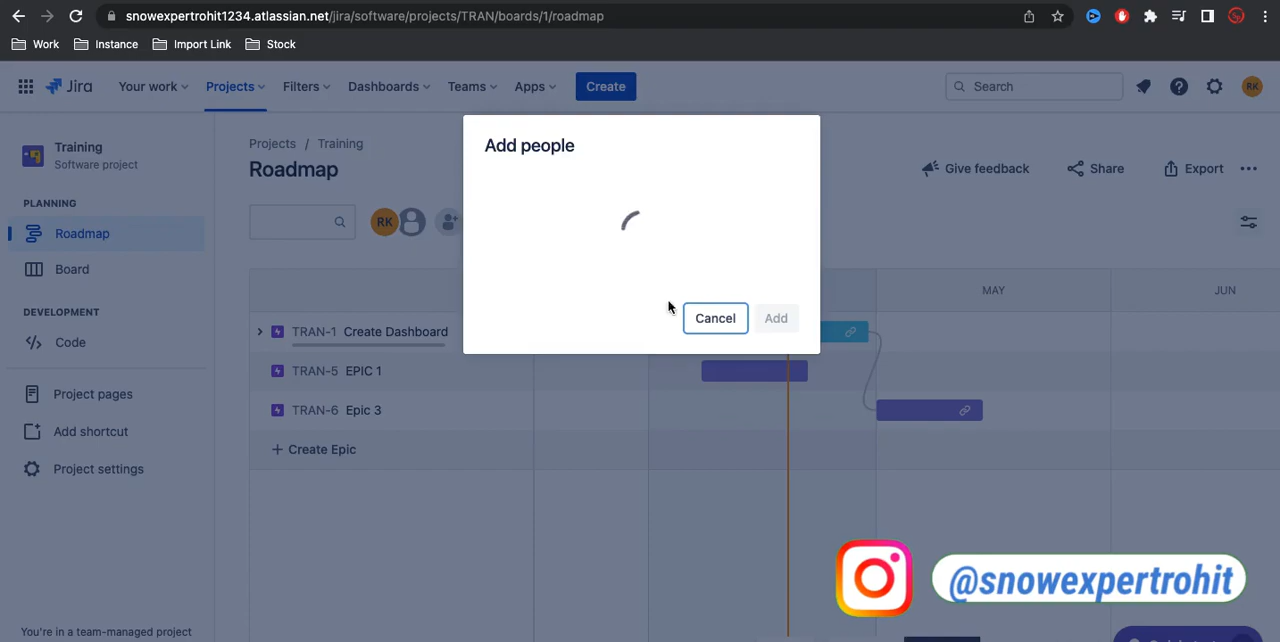 snowexpertrohit1234.atlassian.net/jira/software/projects/TRAN/boards/1/roadmap
Work Instance Import Link Stock
Jira Your work Projects Filters Dashboards Teams Apps Create Search RK
Training
Software project
PLANNING
Roadmap
Board
DEVELOPMENT
Code
Project pages
Add shortcut
Project settings
You're in a team-managed project
Projects / Training
Roadmap
Give feedback Share Export
RK
Add people
Cancel Add
MAY JUN
TRAN-1 Create Dashboard
TRAN-5 EPIC 1
TRAN-6 Epic 3
+ Create Epic
@snowexpertrohit